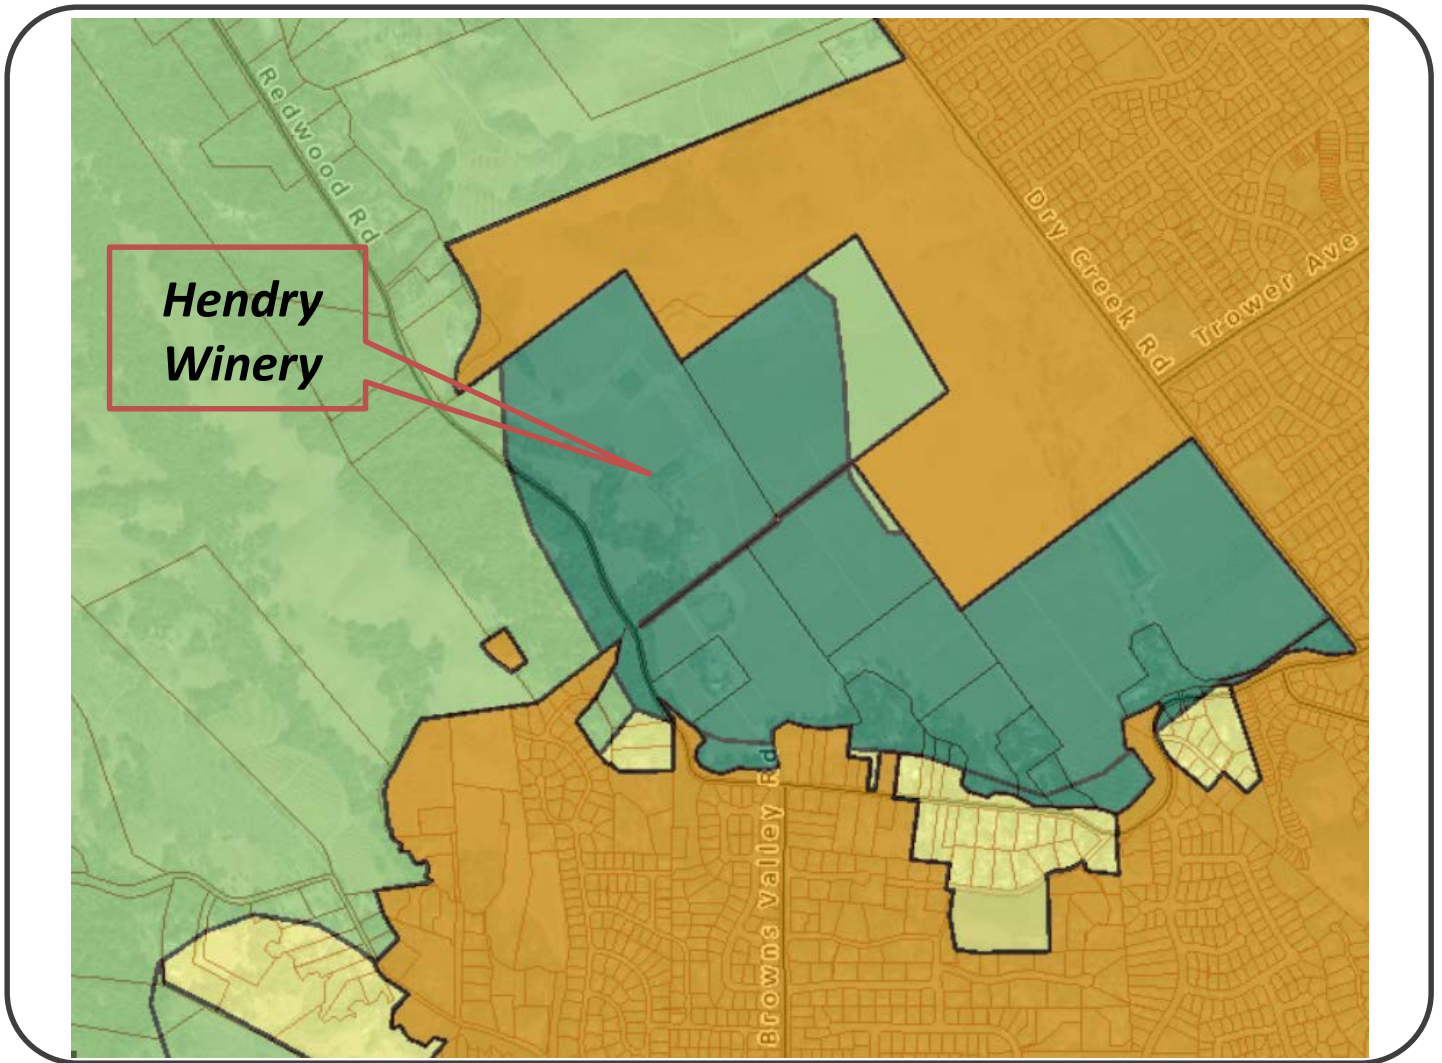 Redwood Rd
Hendry
Winery
Dry Creek Rd
Trower Ave
Browns Valley Rd